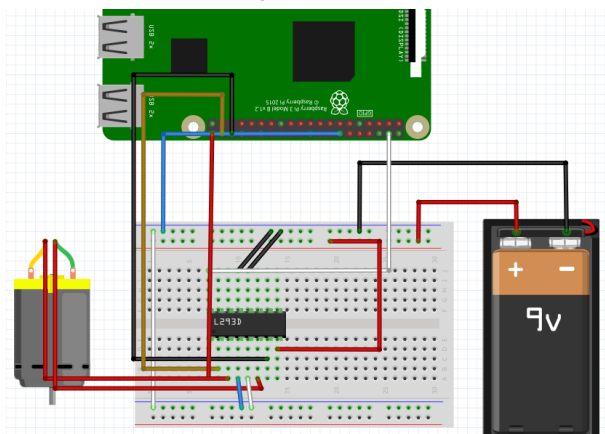 USB 2x
USB 2x
DSI (DISPLAY)
Raspberry Pi 3 Model B v1.2
© Raspberry Pi 2015
GPIO
L293D
+
-
9v